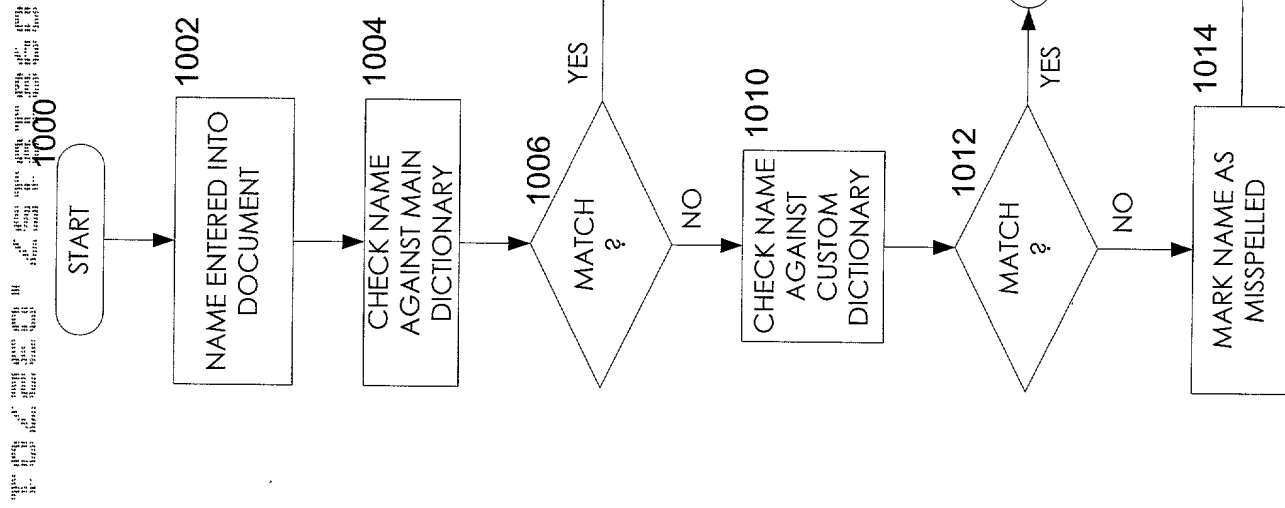 1000
START
1002
NAME ENTERED INTO
DOCUMENT
1004
CHECK NAME
AGAINST MAIN
DICTIONARY
1006
MATCH
?
YES
NO
1010
CHECK NAME
AGAINST
CUSTOM
DICTIONARY
1012
MATCH
?
YES
NO
1014
MARK NAME AS
MISSPELLED